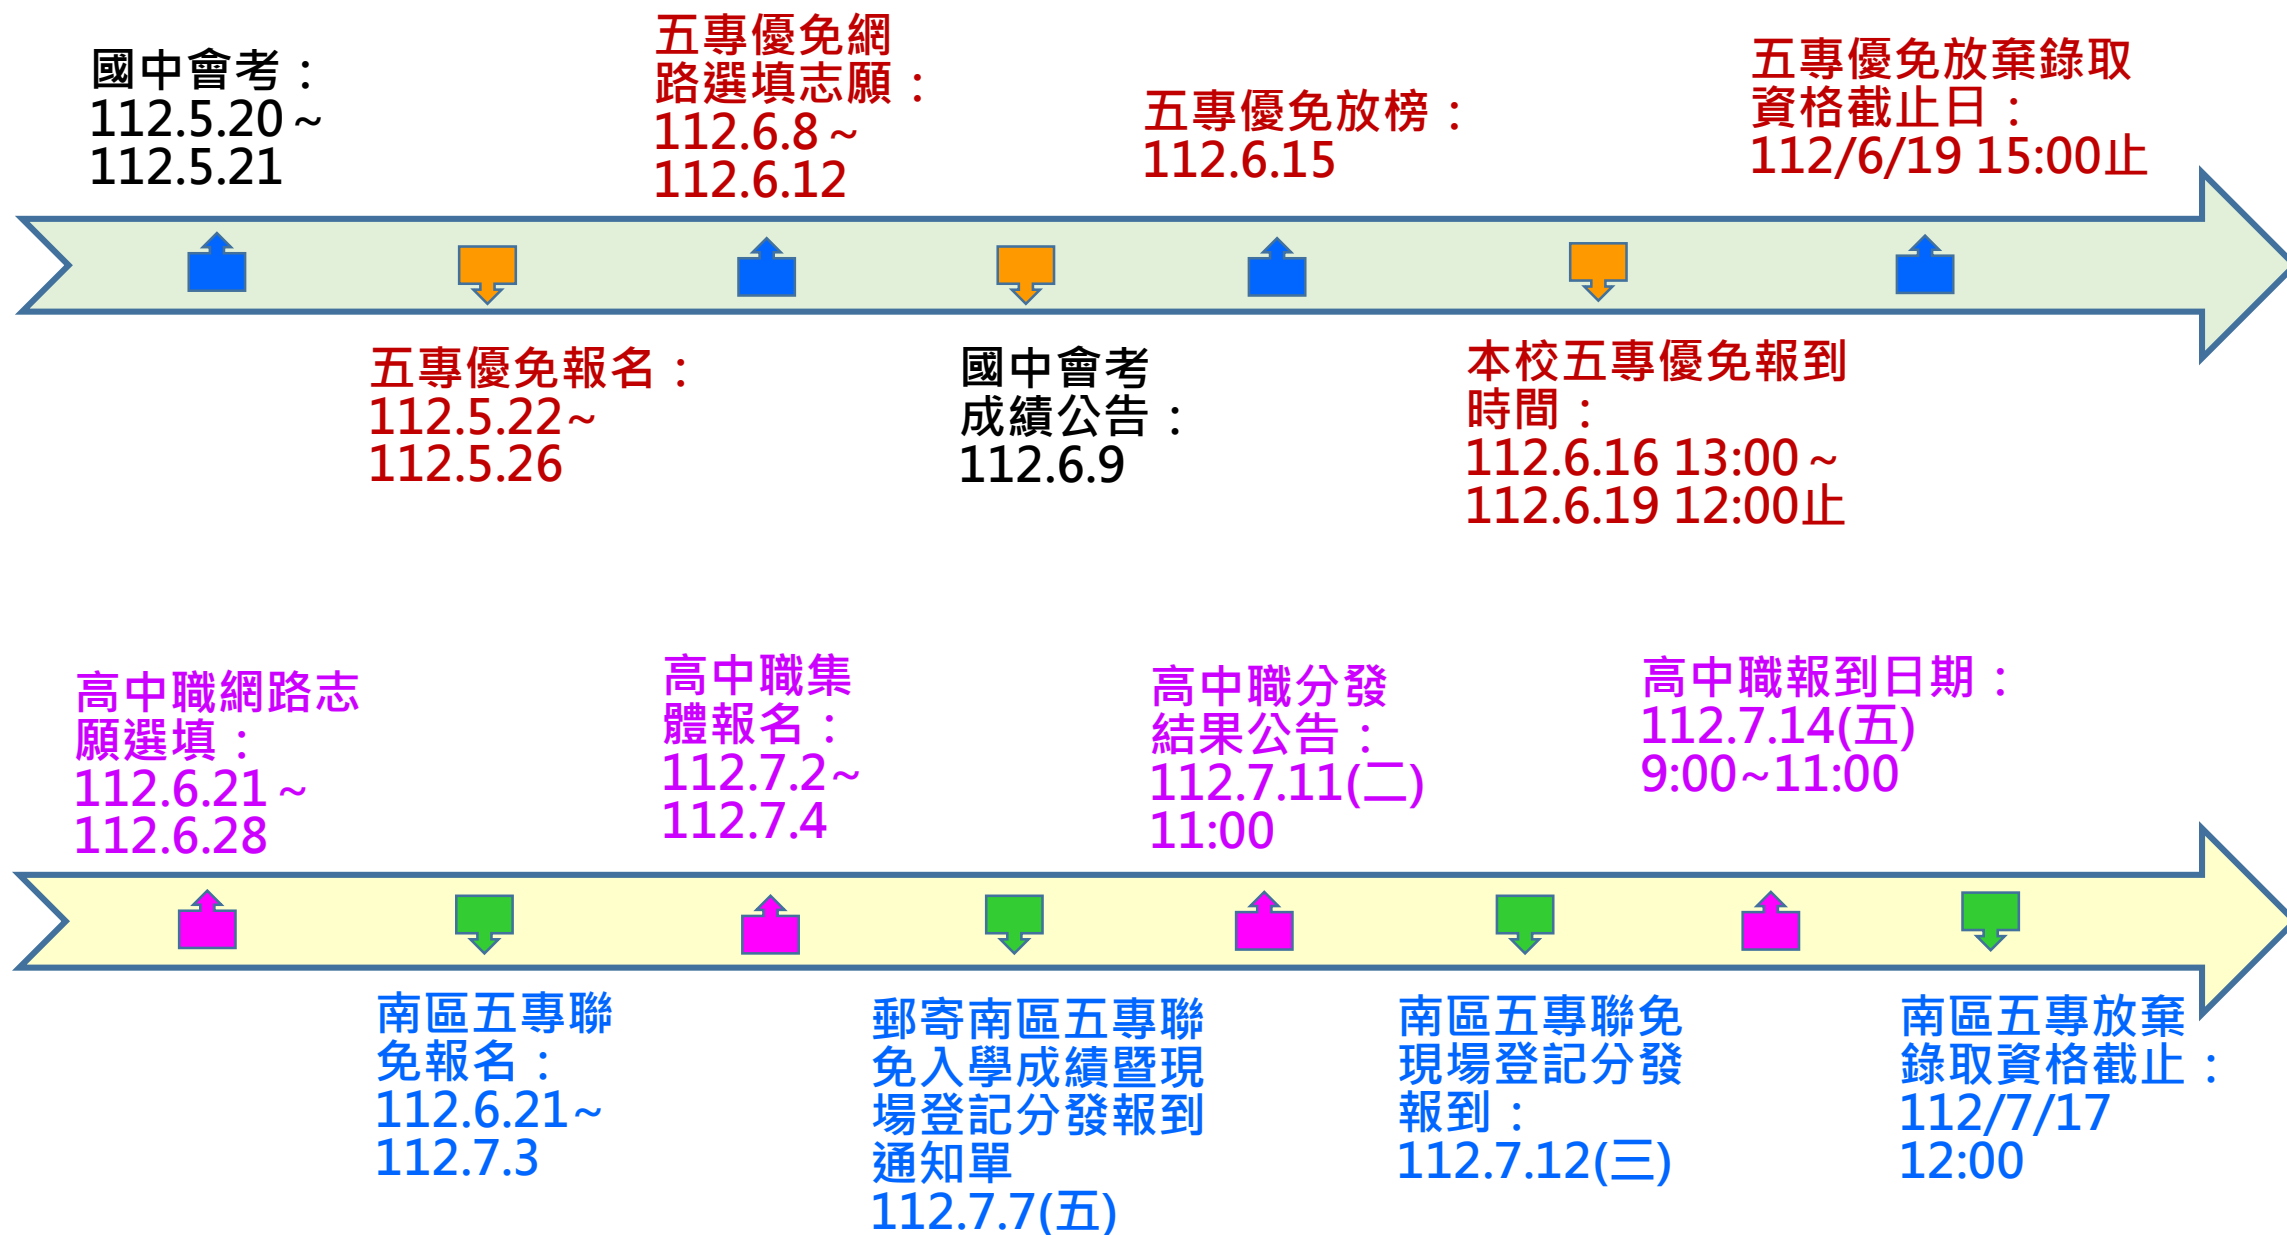 國中會考：
112.5.20～
112.5.21
五專優免報名：
112.5.22~
112.5.26
五專優免網
路選填志願：
112.6.8～
112.6.12
國中會考
成績公告：
112.6.9
五專優免放榜：
112.6.15
本校五專優免報到
時間：
112.6.16 13:00～
112.6.19 12:00止
五專優免放棄錄取
資格截止日：
112/6/19 15:00止
高中職網路志
願選填：
112.6.21～
112.6.28
南區五專聯
免報名：
112.6.21~
112.7.3
高中職集
體報名：
112.7.2~
112.7.4
郵寄南區五專聯
免入學成績暨現
場登記分發報到
通知單
112.7.7(五)
高中職分發
結果公告：
112.7.11(二)
11:00
南區五專聯免
現場登記分發
報到：
112.7.12(三)
高中職報到日期：
112.7.14(五)
9:00~11:00
南區五專放棄
錄取資格截止：
112/7/17
12:00